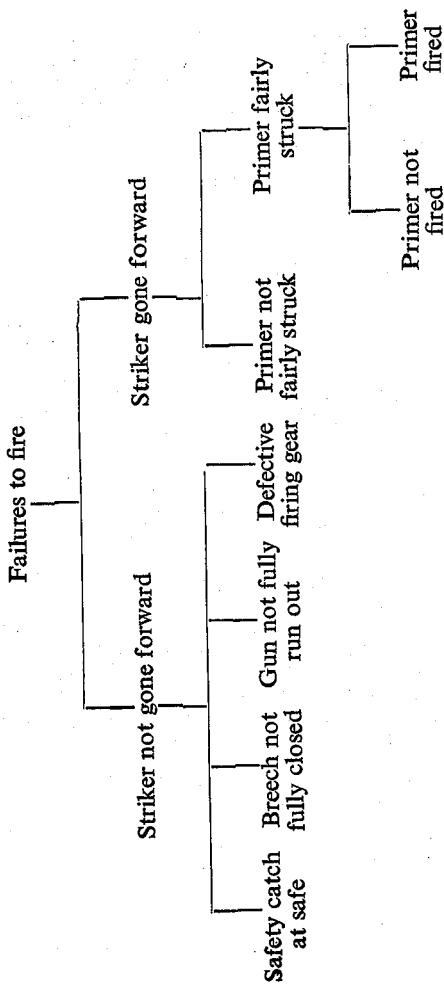 Failures to fire
Striker not gone forward
Striker gone forward
Safety catch
at safe
Breech not
fully closed
Gun not fully
run out
Defective
firing gear
Primer not
fairly struck
Primer fairly
struck
Primer not
fired
Primer
fired